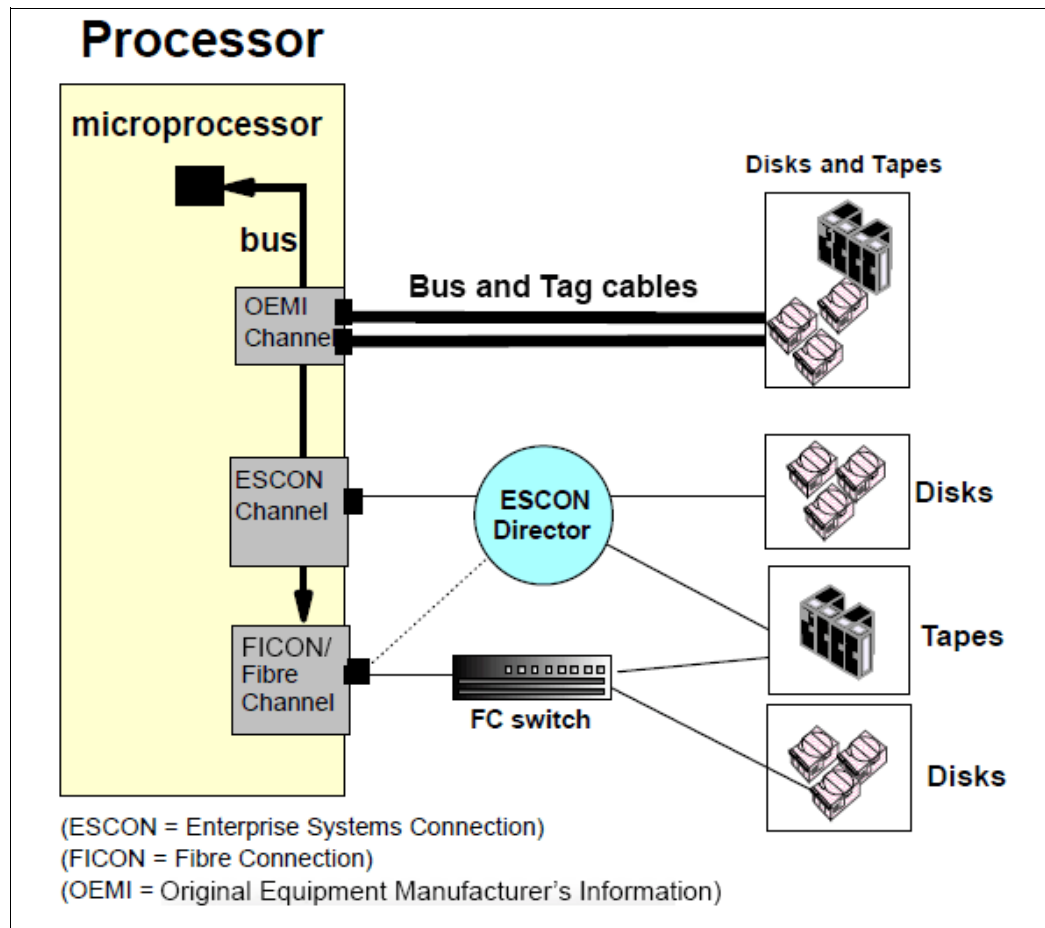 Processor
microprocessor
Disks and Tapes
bus
Bus and Tag cables
OEMI
Channel
ESCON
Channel
ESCON
Director
Disks
Tapes
FICON/
Fibre
Channel
FC switch
Disks
(ESCON = Enterprise Systems Connection)
(FICON = Fibre Connection)
(OEMI = Original Equipment Manufacturer's Information)